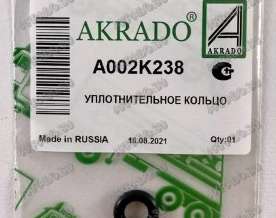 AKRADO
AKRADO
A002K238
УПЛОТНИТЕЛЬНОЕ КОЛЬЦО
Made in RUSSIA 16.08.2021 Qty:01